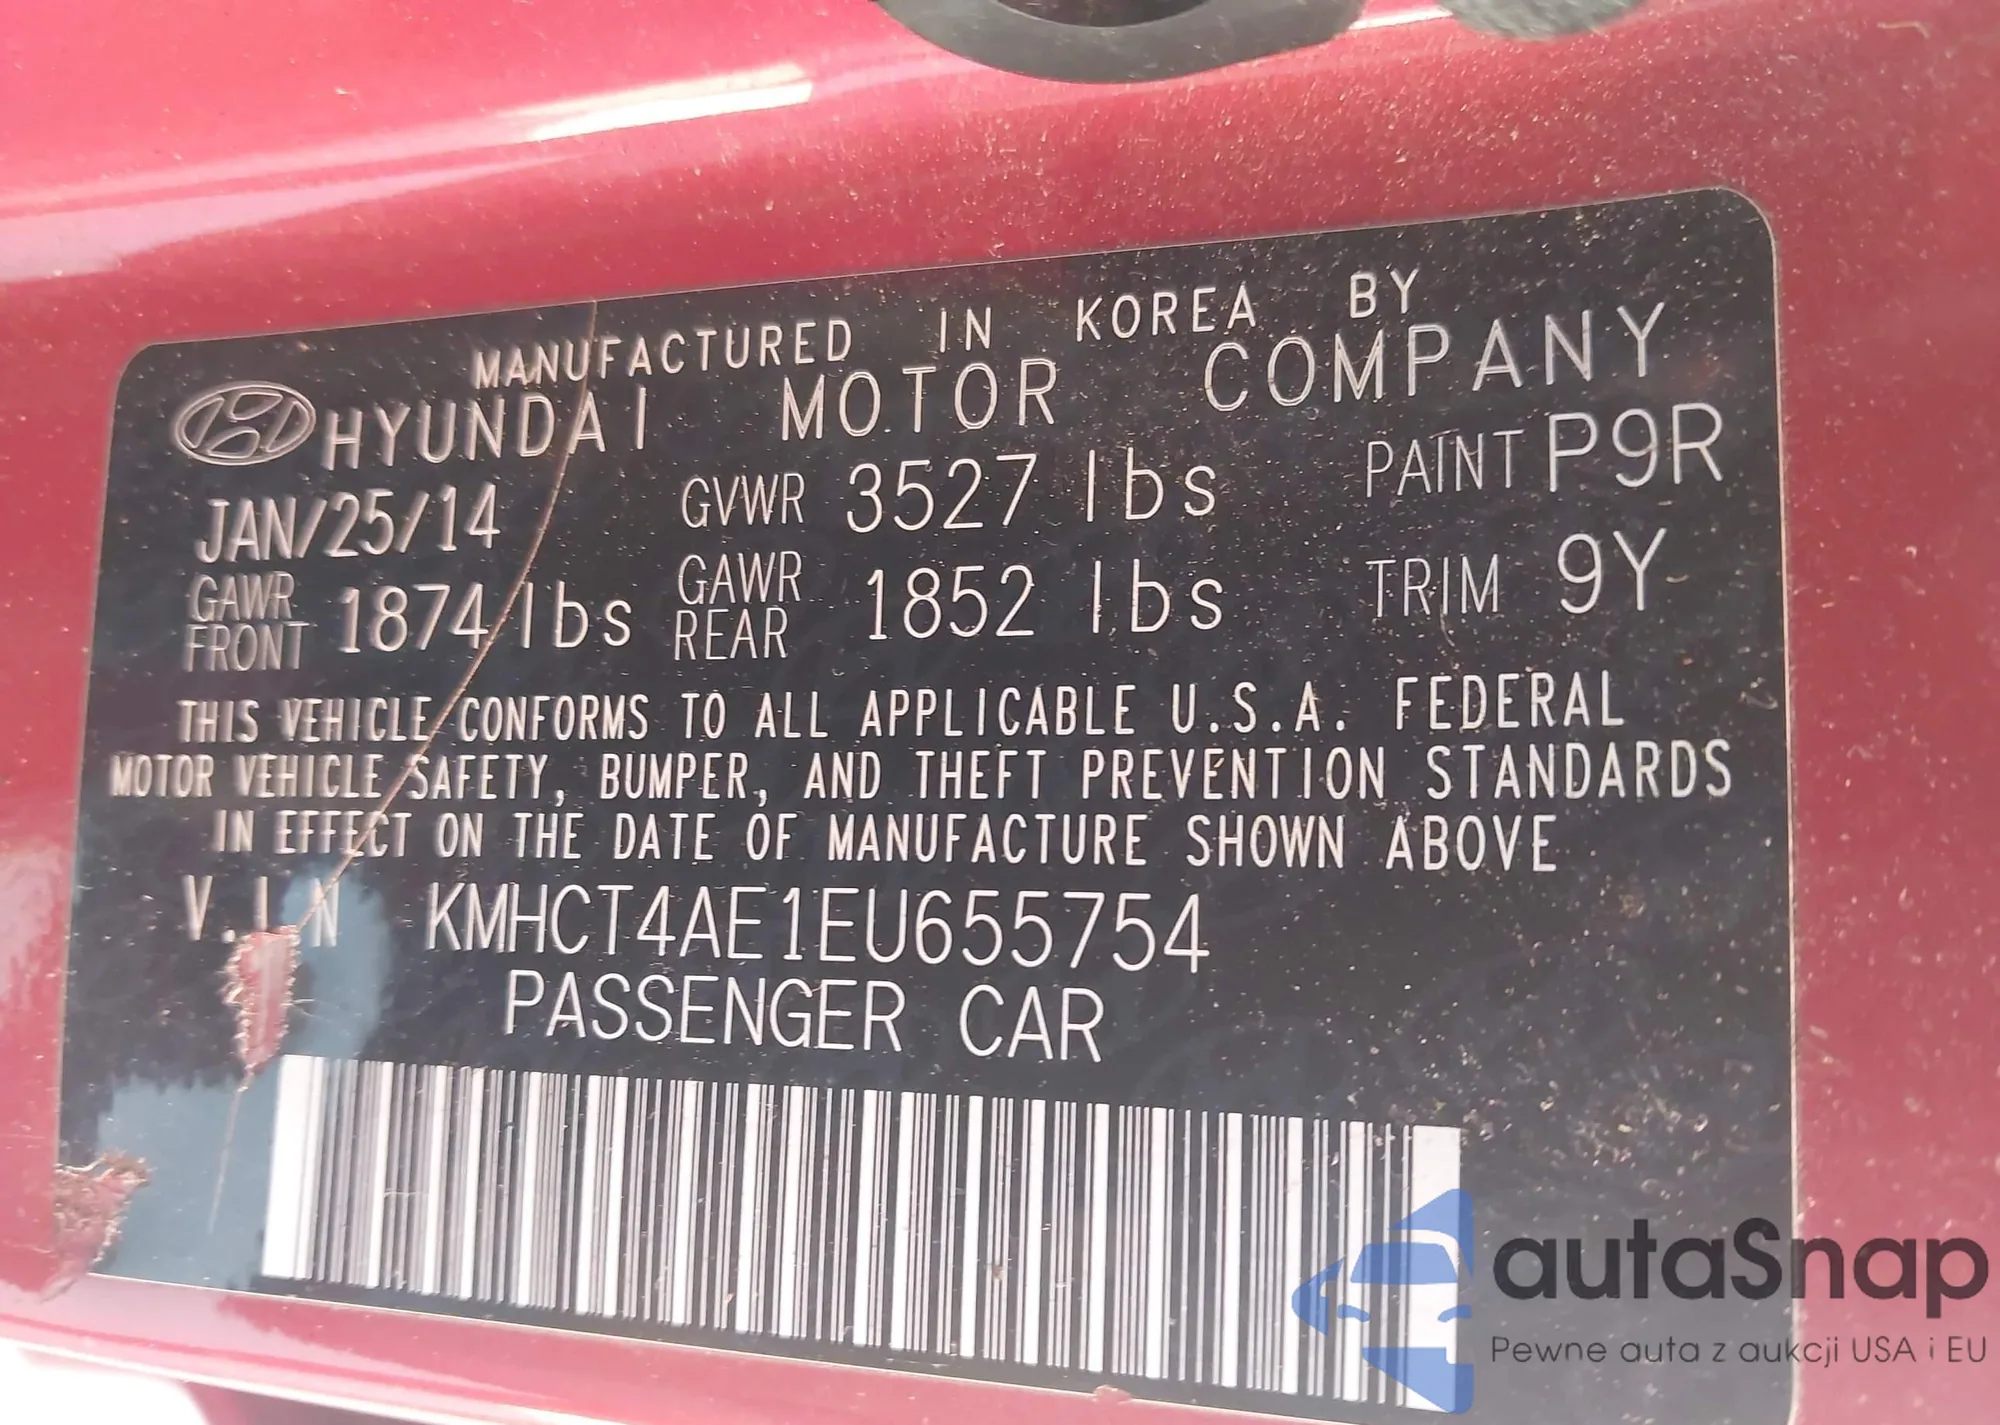 MANUFACTURED IN KOREA BY
HYUNDAI MOTOR COMPANY
JAN/25/14 GVWR 3527 lbs PAINT P9R
GAWR FRONT 1874 lbs GAWR REAR 1852 lbs TRIM 9Y
THIS VEHICLE CONFORMS TO ALL APPLICABLE U.S.A. FEDERAL
MOTOR VEHICLE SAFETY, BUMPER, AND THEFT PREVENTION STANDARDS
IN EFFECT ON THE DATE OF MANUFACTURE SHOWN ABOVE
V.I.N KMHCT4AE1EU655754
PASSENGER CAR
autaSnap
Pewne auta z aukcji USA i EU